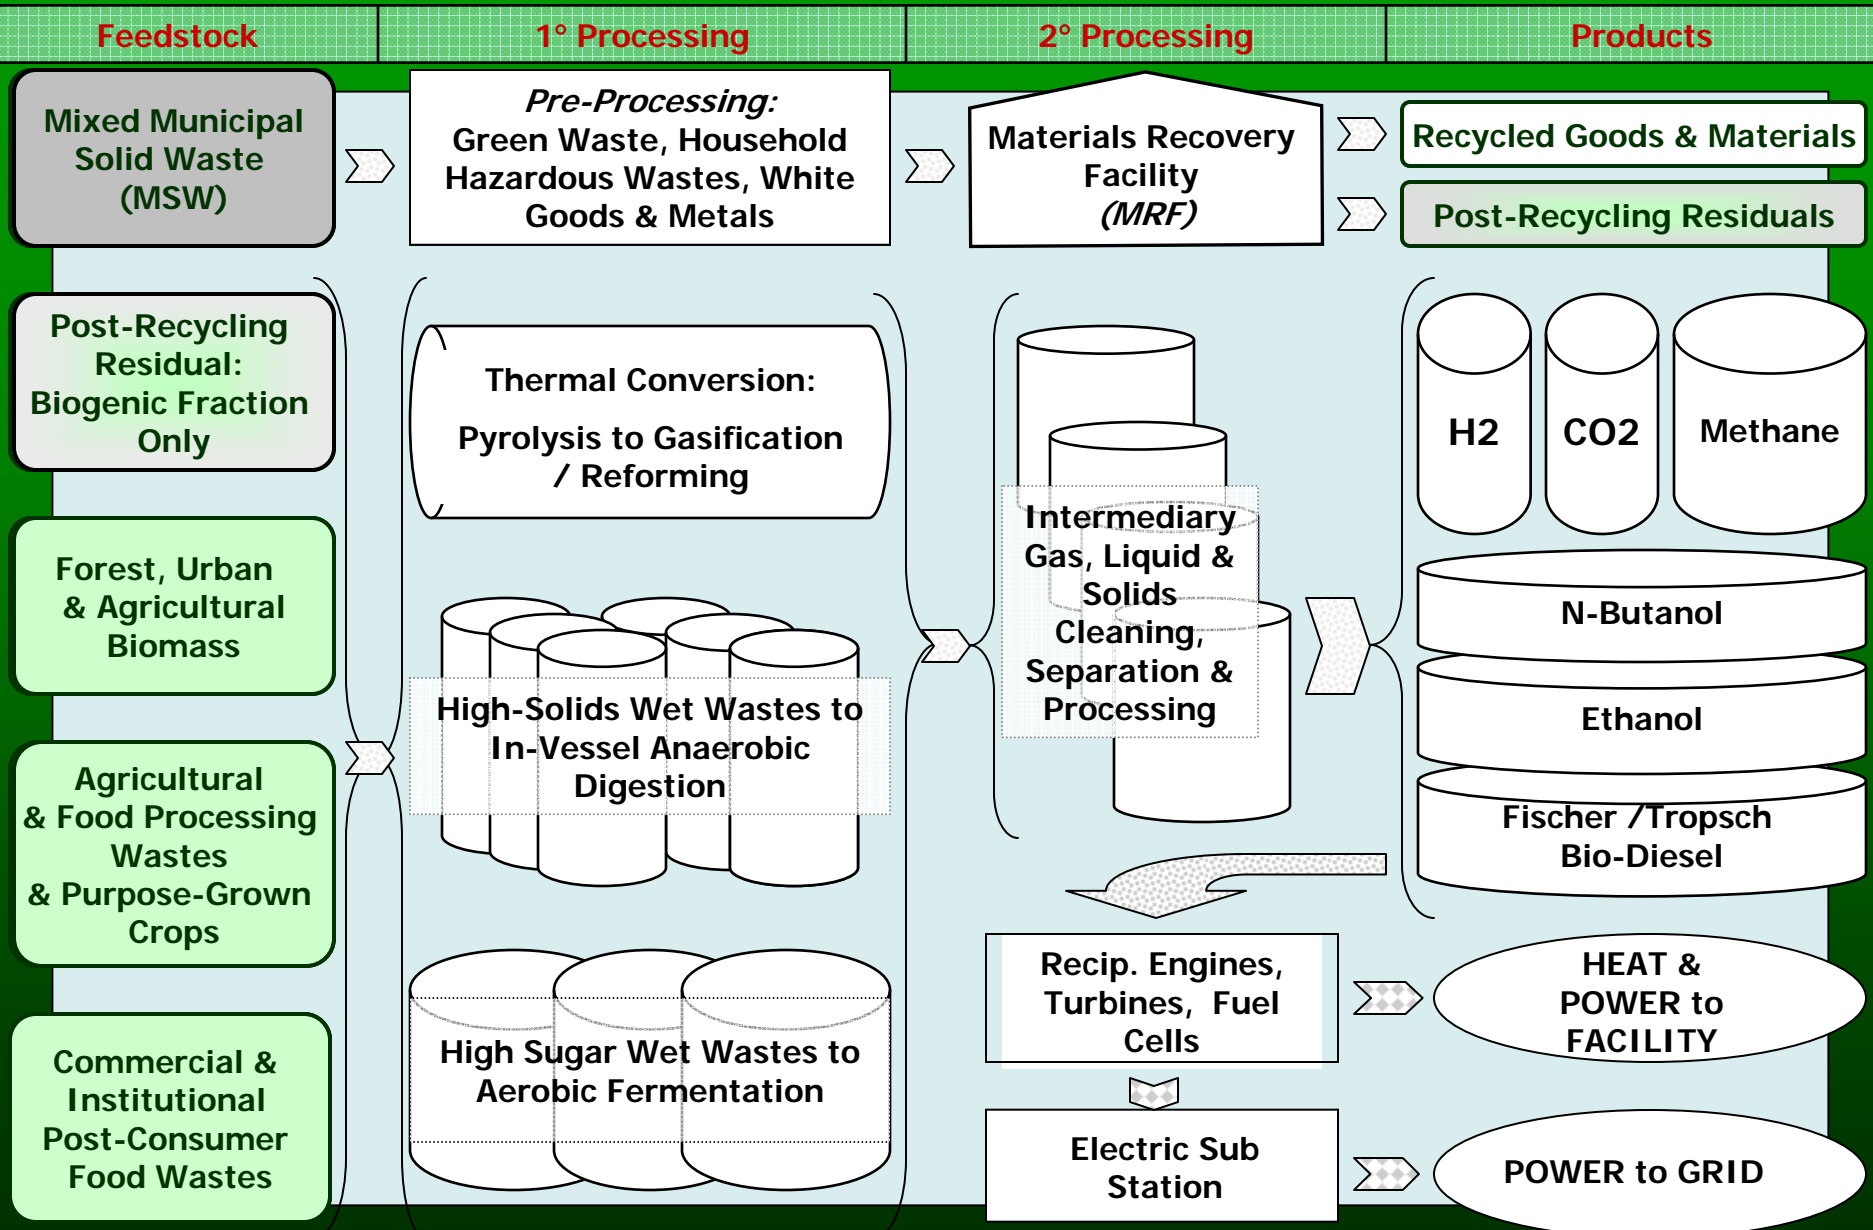 Feedstock
1° Processing
2° Processing
Products
Mixed Municipal
Solid Waste
(MSW)
Pre-Processing:
Green Waste, Household
Hazardous Wastes, White
Goods & Metals
Materials Recovery
Facility
(MRF)
Recycled Goods & Materials
Post-Recycling Residuals
Post-Recycling
Residual:
Biogenic Fraction
Only
Forest, Urban
& Agricultural
Biomass
Agricultural
& Food Processing
Wastes
& Purpose-Grown
Crops
Commercial &
Institutional
Post-Consumer
Food Wastes
Thermal Conversion:
Pyrolysis to Gasification
/ Reforming
High-Solids Wet Wastes to
In-Vessel Anaerobic
Digestion
High Sugar Wet Wastes to
Aerobic Fermentation
Intermediary
Gas, Liquid &
Solids
Cleaning,
Separation &
Processing
H2
CO2
Methane
N-Butanol
Ethanol
Fischer /Tropsch
Bio-Diesel
Recip. Engines,
Turbines, Fuel
Cells
HEAT &
POWER to
FACILITY
Electric Sub
Station
POWER to GRID